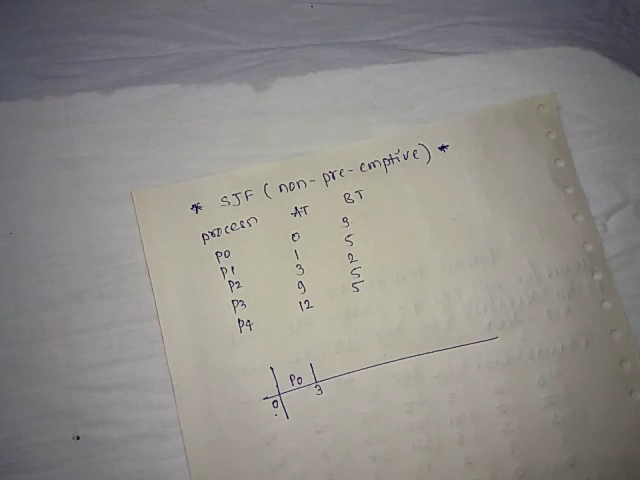 * SJF (non-pre-emptive) *
process AT BT
P0 0 3
P1 1 5
P2 3 2
P3 9 5
P4 12 5
P0
0 3